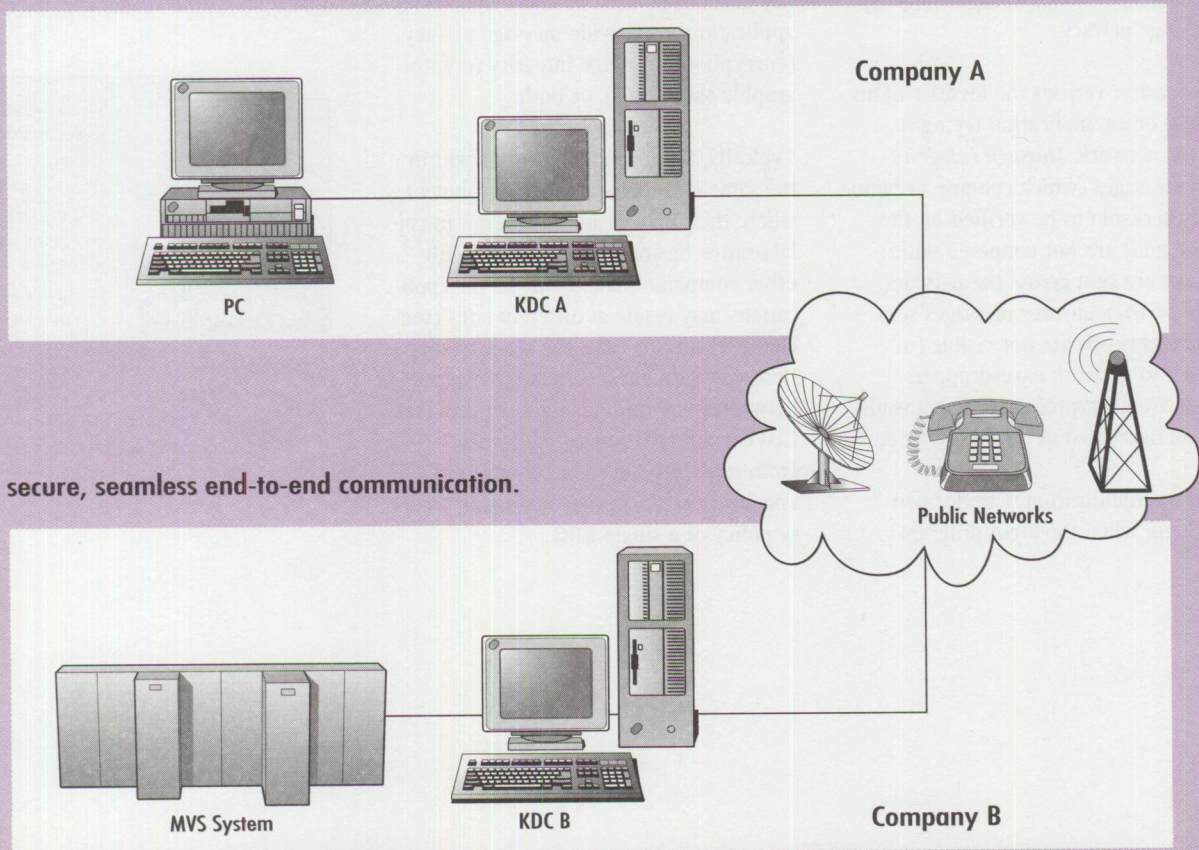 Company A
PC
KDC A
secure, seamless end-to-end communication.
Public Networks
MVS System
KDC B
Company B